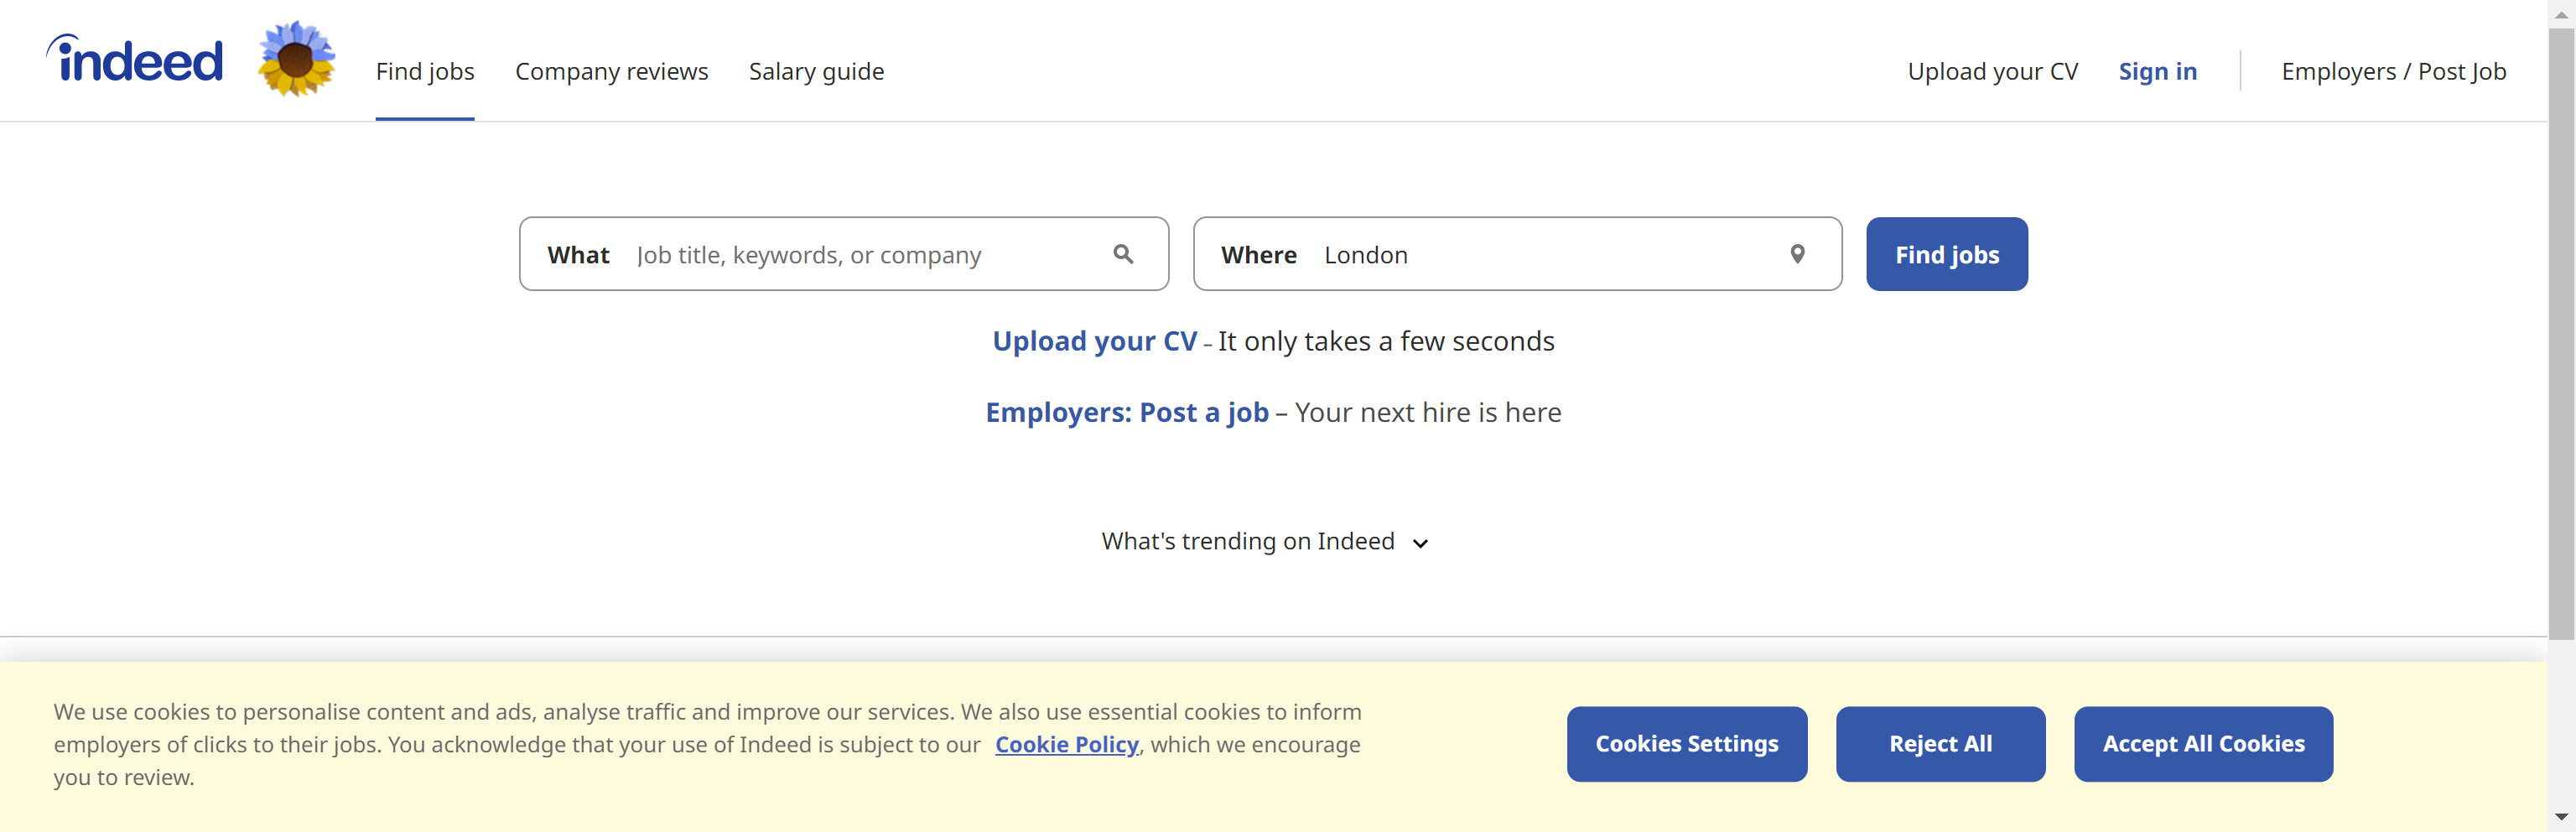 indeed
Find jobs
Company reviews
Salary guide
Upload your CV
Sign in
Employers / Post Job
What Job title, keywords, or company
Where London
Find jobs
Upload your CV – It only takes a few seconds
Employers: Post a job – Your next hire is here
What's trending on Indeed
We use cookies to personalise content and ads, analyse traffic and improve our services. We also use essential cookies to inform
employers of clicks to their jobs. You acknowledge that your use of Indeed is subject to our Cookie Policy, which we encourage
you to review.
Cookies Settings
Reject All
Accept All Cookies